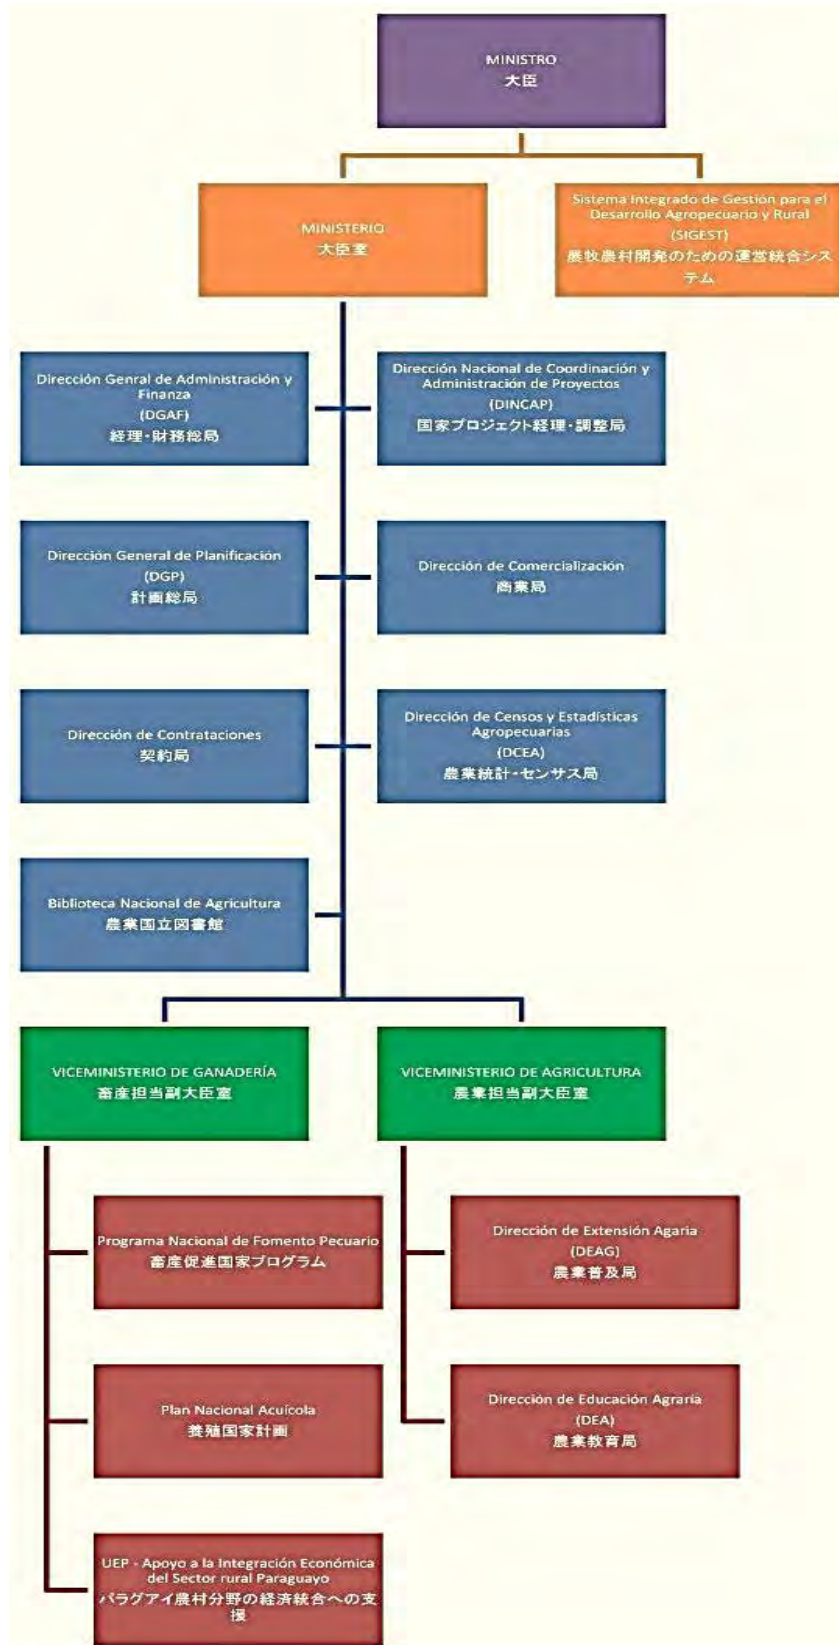 MINISTRO
大臣
MINISTERIO
大臣室
Sistema Integrado de Gestión para el
Desarrollo Agropecuario y Rural
(SIGEST)
農牧農村開発のための運営統合シス
テム
Dirección Genral de Administración y
Finanza
(DGAF)
経理・財務総局
Dirección Nacional de Coordinación y
Administración de Proyectos
(DINCAP)
国家プロジェクト経理・調整局
Dirección General de Planificación
(DGP)
計画総局
Dirección de Comercialización
商業局
Dirección de Contrataciones
契約局
Dirección de Censos y Estadísticas
Agropecuarias
(DCEA)
農業統計・センサス局
Biblioteca Nacional de Agricultura
農業国立図書館
VICEMINISTERIO DE GANADERÍA
畜産担当副大臣室
VICEMINISTERIO DE AGRICULTURA
農業担当副大臣室
Programa Nacional de Fomento Pecuario
畜産促進国家プログラム
Dirección de Extensión Agaria
(DEAG)
農業普及局
Plan Nacional Acuícola
養殖国家計画
Dirección de Educación Agraria
(DEA)
農業教育局
UEP - Apoyo a la Integración Económica
del Sector rural Paraguayo
パラグアイ農村分野の経済統合への支
援